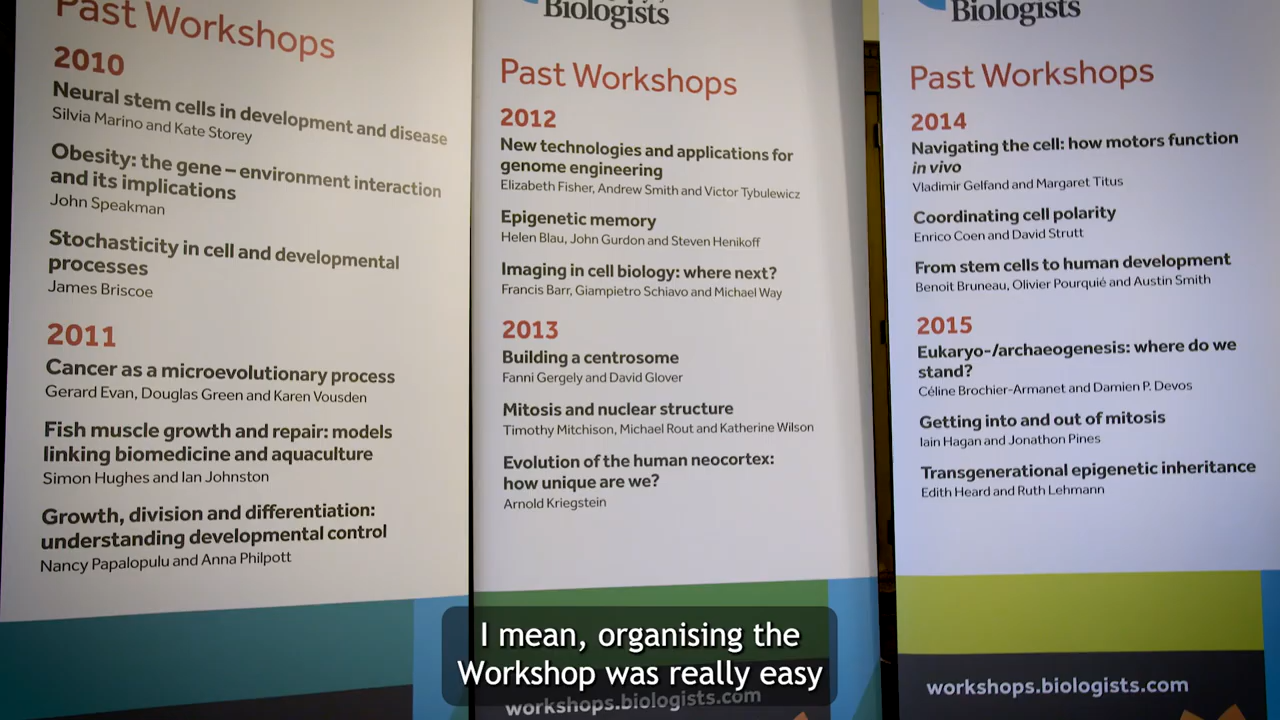 Past Workshops
2010
Neural stem cells in development and disease
Silvia Marino and Kate Storey
Obesity: the gene – environment interaction
and its implications
John Speakman
Stochasticity in cell and developmental
processes
James Briscoe
2011
Cancer as a microevolutionary process
Gerard Evan, Douglas Green and Karen Vousden
Fish muscle growth and repair: models
linking biomedicine and aquaculture
Simon Hughes and Ian Johnston
Growth, division and differentiation:
understanding developmental control
Nancy Papalopulu and Anna Philpott
Biologists
Past Workshops
2012
New technologies and applications for
genome engineering
Elizabeth Fisher, Andrew Smith and Victor Tybulewicz
Epigenetic memory
Helen Blau, John Gurdon and Steven Henikoff
Imaging in cell biology: where next?
Francis Barr, Giampietro Schiavo and Michael Way
2013
Building a centrosome
Fanni Gergely and David Glover
Mitosis and nuclear structure
Timothy Mitchison, Michael Rout and Katherine Wilson
Evolution of the human neocortex:
how unique are we?
Arnold Kriegstein
workshops.biologists.com
Biologists
Past Workshops
2014
Navigating the cell: how motors function
in vivo
Vladimir Gelfand and Margaret Titus
Coordinating cell polarity
Enrico Coen and David Strutt
From stem cells to human development
Benoit Bruneau, Olivier Pourquié and Austin Smith
2015
Eukaryo-/archaeogenesis: where do we
stand?
Céline Brochier-Armanet and Damien P. Devos
Getting into and out of mitosis
Iain Hagan and Jonathon Pines
Transgenerational epigenetic inheritance
Edith Heard and Ruth Lehmann
workshops.biologists.com
I mean, organising the
Workshop was really easy